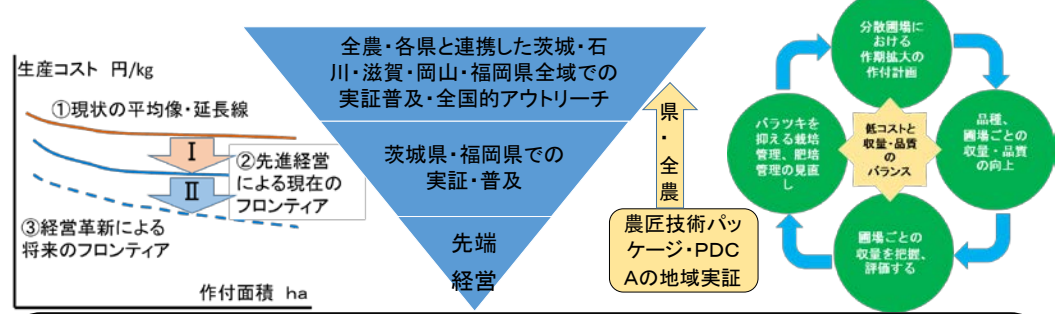 生産コスト 円/kg
①現状の平均像・延長線
Ⅰ
②先進経営
による現在の
フロンティア
Ⅱ
③経営革新による
将来のフロンティア
作付面積 ha
全農・各県と連携した茨城・石
川・滋賀・岡山・福岡県全域での
実証普及・全国的アウトリーチ
茨城県・福岡県での
実証・普及
先端
経営
県・全農
農匠技術パッ
ケージ・PDC
Aの地域実証
分散圃場に
おける
作期拡大の
作付計画
バラツキを
抑える栽培
管理、肥培
管理の見直
し
低コストと
収量・品質
の
バランス
品種、
圃場ごとの
収量・品質
の向上
圃場ごとの
収量を把握、
評価する